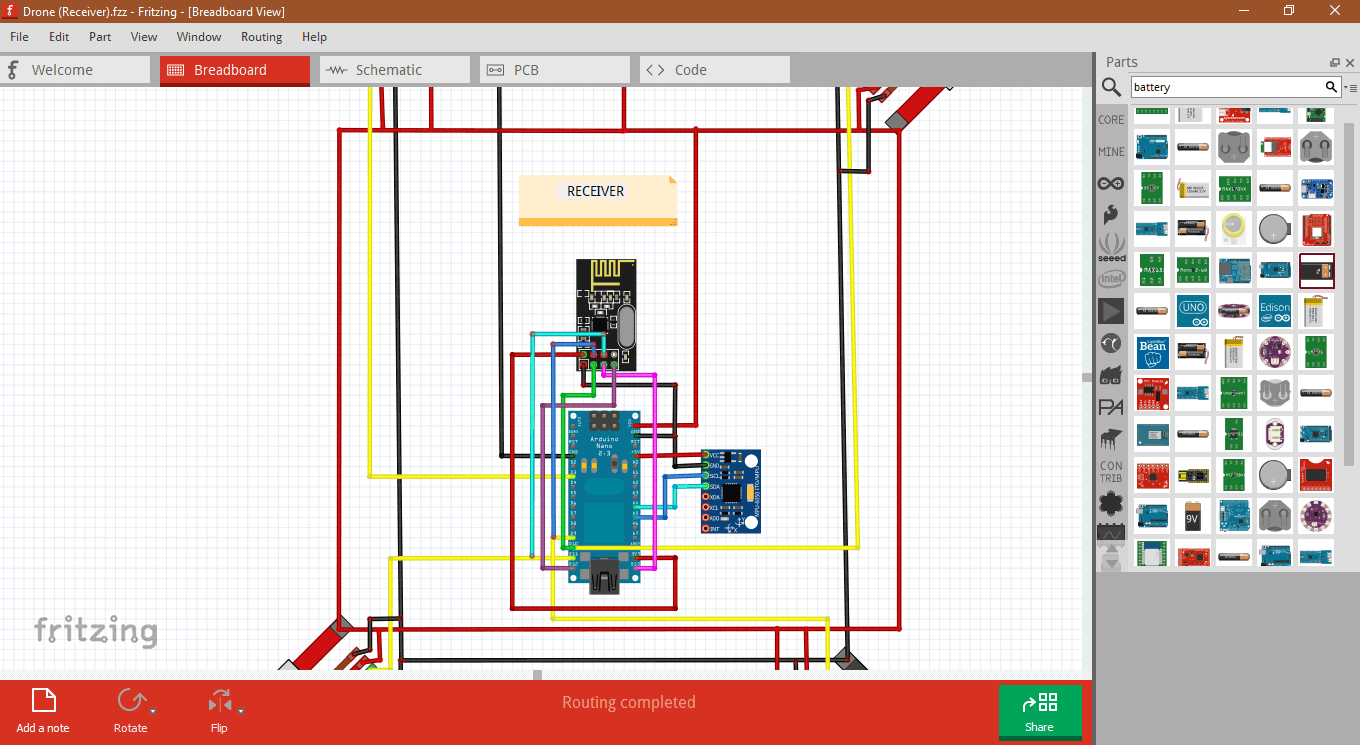 Drone (Receiver).fzz - Fritzing - [Breadboard View]
File Edit Part View Window Routing Help
Welcome
Breadboard
Schematic
PCB
Code
Parts
battery
CORE
MINE
seeed
intel
PA
CON
TRIB
RECEIVER
Arduino
Nano
2.3
VCC
GND
SCL
SDA
XDA
XCL
ADO
INT
UNO
Edison
Bean
9V
fritzing
Add a note
Rotate
Flip
Routing completed
Share